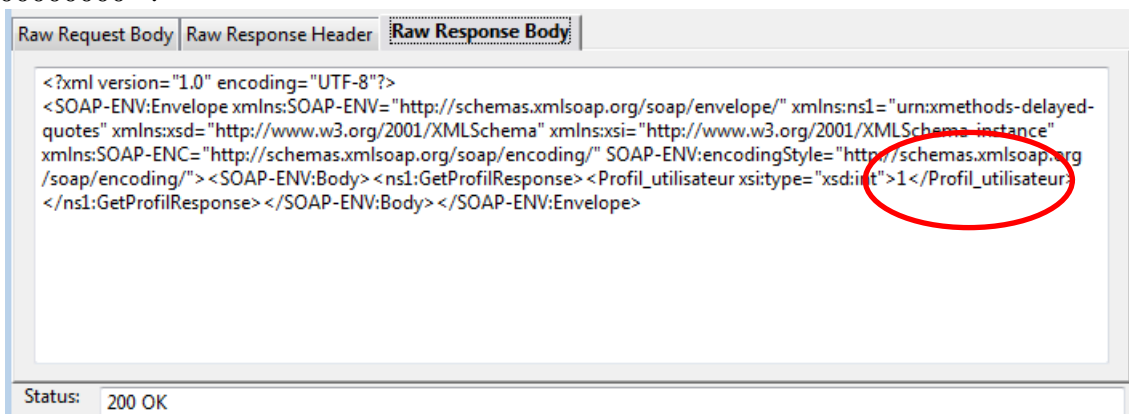 Raw Request Body Raw Response Header Raw Response Body
<?xml version="1.0" encoding="UTF-8"?>
<SOAP-ENV:Envelope xmlns:SOAP-ENV="http://schemas.xmlsoap.org/soap/envelope/" xmlns:ns1="urn:xmethods-delayed-
quotes" xmlns:xsd="http://www.w3.org/2001/XMLSchema" xmlns:xsi="http://www.w3.org/2001/XMLSchema-instance"
xmlns:SOAP-ENC="http://schemas.xmlsoap.org/soap/encoding/" SOAP-ENV:encodingStyle="http://schemas.xmlsoap.org
/soap/encoding/"><SOAP-ENV:Body><ns1:GetProfilResponse><Profil_utilisateur xsi:type="xsd:int">1</Profil_utilisateur>
</ns1:GetProfilResponse></SOAP-ENV:Body></SOAP-ENV:Envelope>
Status: 200 OK